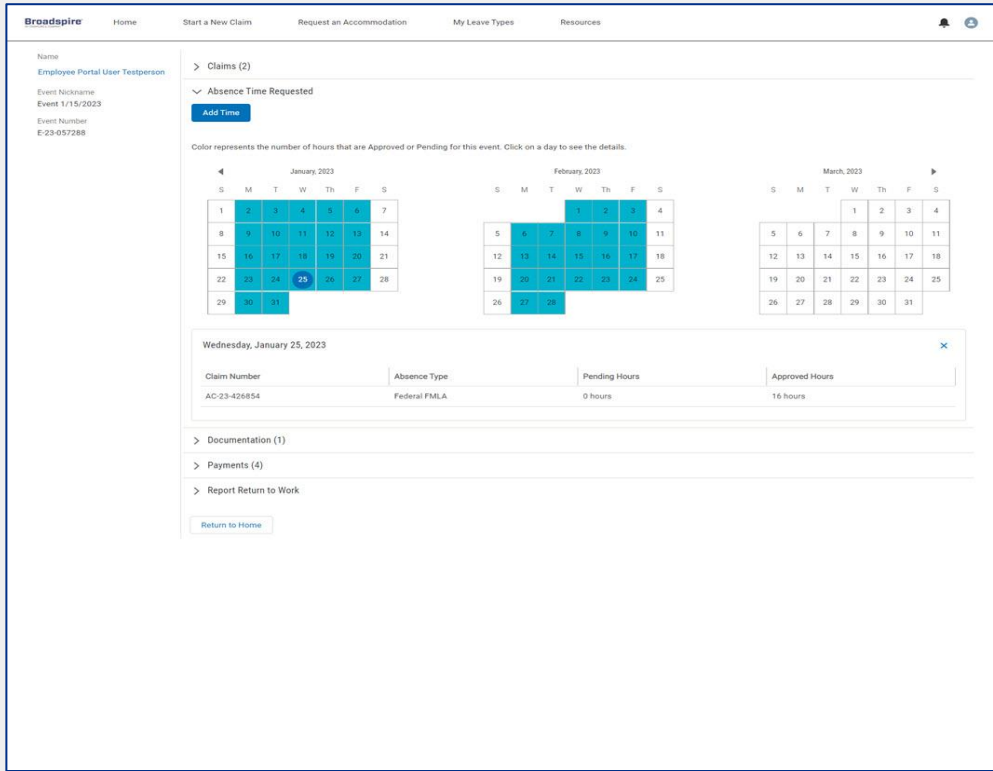 Broadspire Home Start a New Claim Request an Accommodation My Leave Types Resources
Name
Employee Portal User Testperson
Event Nickname
Event 1/15/2023
Event Number
E-23-057288
Claims (2)
Absence Time Requested
Add Time
Color represents the number of hours that are Approved or Pending for this event. Click on a day to see the details.
January, 2023
S M T W Th F S
1 2 3 4 5 6 7
8 9 10 11 12 13 14
15 16 17 18 19 20 21
22 23 24 25 26 27 28
29 30 31
February, 2023
S M T W Th F S
1 2 3 4
5 6 7 8 9 10 11
12 13 14 15 16 17 18
19 20 21 22 23 24 25
26 27 28
March, 2023
S M T W Th F S
1 2 3 4
5 6 7 8 9 10 11
12 13 14 15 16 17 18
19 20 21 22 23 24 25
26 27 28 29 30 31
Wednesday, January 25, 2023
Claim Number Absence Type Pending Hours Approved Hours
AC-23-426854 Federal FMLA 0 hours 16 hours
Documentation (1)
Payments (4)
Report Return to Work
Return to Home